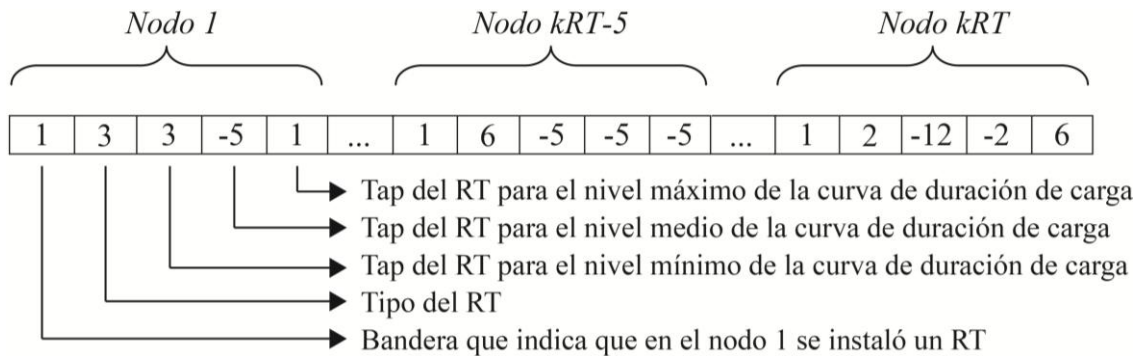 Nodo 1 Nodo kRT-5 Nodo kRT
1 3 3 -5 1 ... 1 6 -5 -5 -5 ... 1 2 -12 -2 6
Tap del RT para el nivel máximo de la curva de duración de carga
Tap del RT para el nivel medio de la curva de duración de carga
Tap del RT para el nivel mínimo de la curva de duración de carga
Tipo del RT
Bandera que indica que en el nodo 1 se instaló un RT